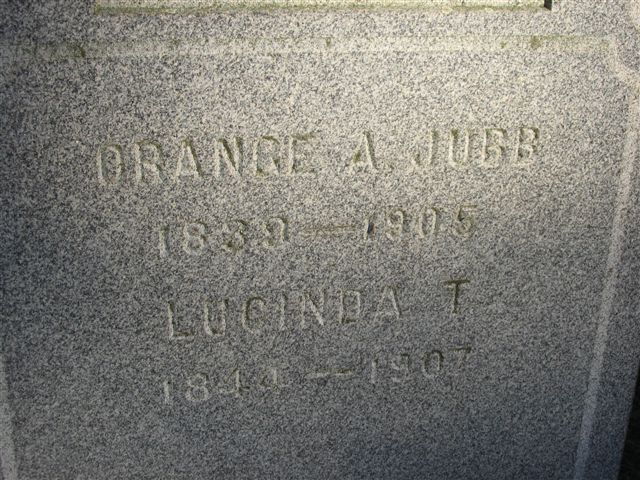 ORANGE A. JUBB
1839—1905
LUCINDA T.
1844—1907